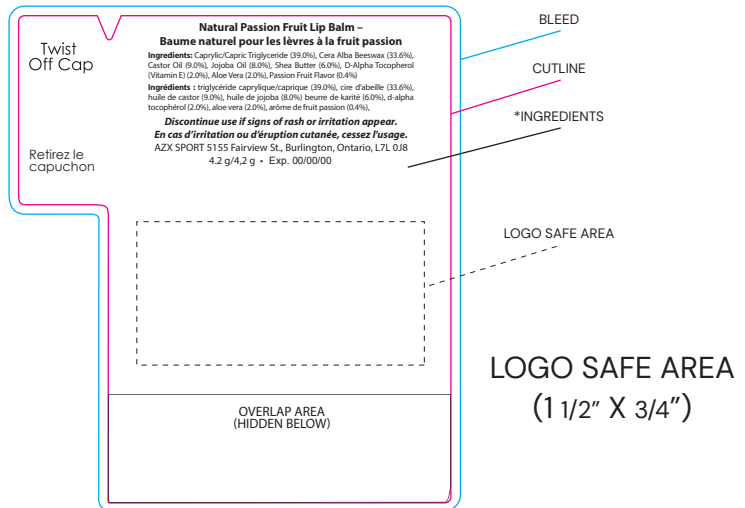 Twist
Off Cap
Retirez le
capuchon
Natural Passion Fruit Lip Balm –
Baume naturel pour les lèvres à la fruit passion
Ingredients: Caprylic/Capric Triglyceride (39.0%), Cera Alba Beeswax (33.6%),
Castor Oil (9.0%), Jojoba Oil (8.0%), Shea Butter (6.0%), D-Alpha Tocopherol
(Vitamin E) (2.0%), Aloe Vera (2.0%), Passion Fruit Flavor (0.4%)
Ingrédients : triglycéride caprylique/caprique (39.0%), cire d'abeille (33.6%),
huile de castor (9.0%), huile de jojoba (8.0%) beurre de karité (6.0%), d-alpha
tocophérol (2.0%), aloe vera (2.0%), arôme de fruit passion (0.4%),
Discontinue use if signs of rash or irritation appear.
En cas d'irritation ou d'éruption cutanée, cessez l'usage.
AZX SPORT 5155 Fairview St., Burlington, Ontario, L7L 0J8
4.2 g/4,2 g • Exp. 00/00/00
OVERLAP AREA
(HIDDEN BELOW)
BLEED
CUTLINE
*INGREDIENTS
LOGO SAFE AREA
LOGO SAFE AREA
(1 1/2" X 3/4")